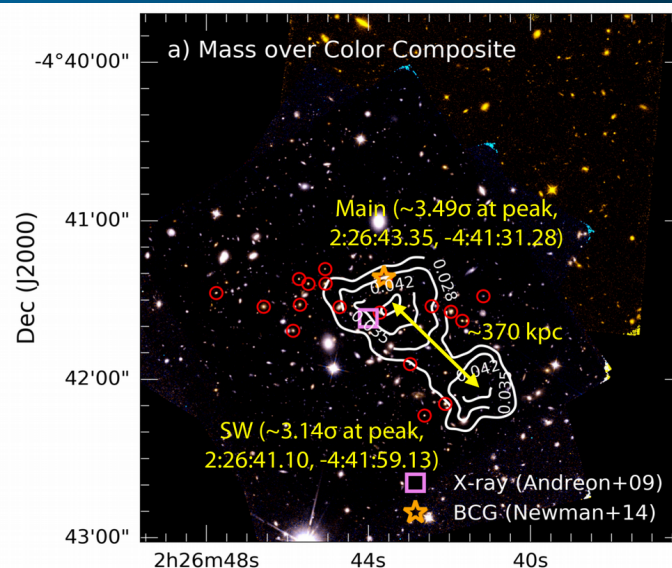 a) Mass over Color Composite
-4°40'00"
41'00"
Dec (J2000)
42'00"
43'00"
Main (~3.49σ at peak,
2:26:43.35, -4:41:31.28)
0.028
0.042
0.035
~370 kpc
0.042
0.035
SW (~3.14σ at peak,
2:26:41.10, -4:41:59.13)
X-ray (Andreon+09)
BCG (Newman+14)
2h26m48s
44s
40s